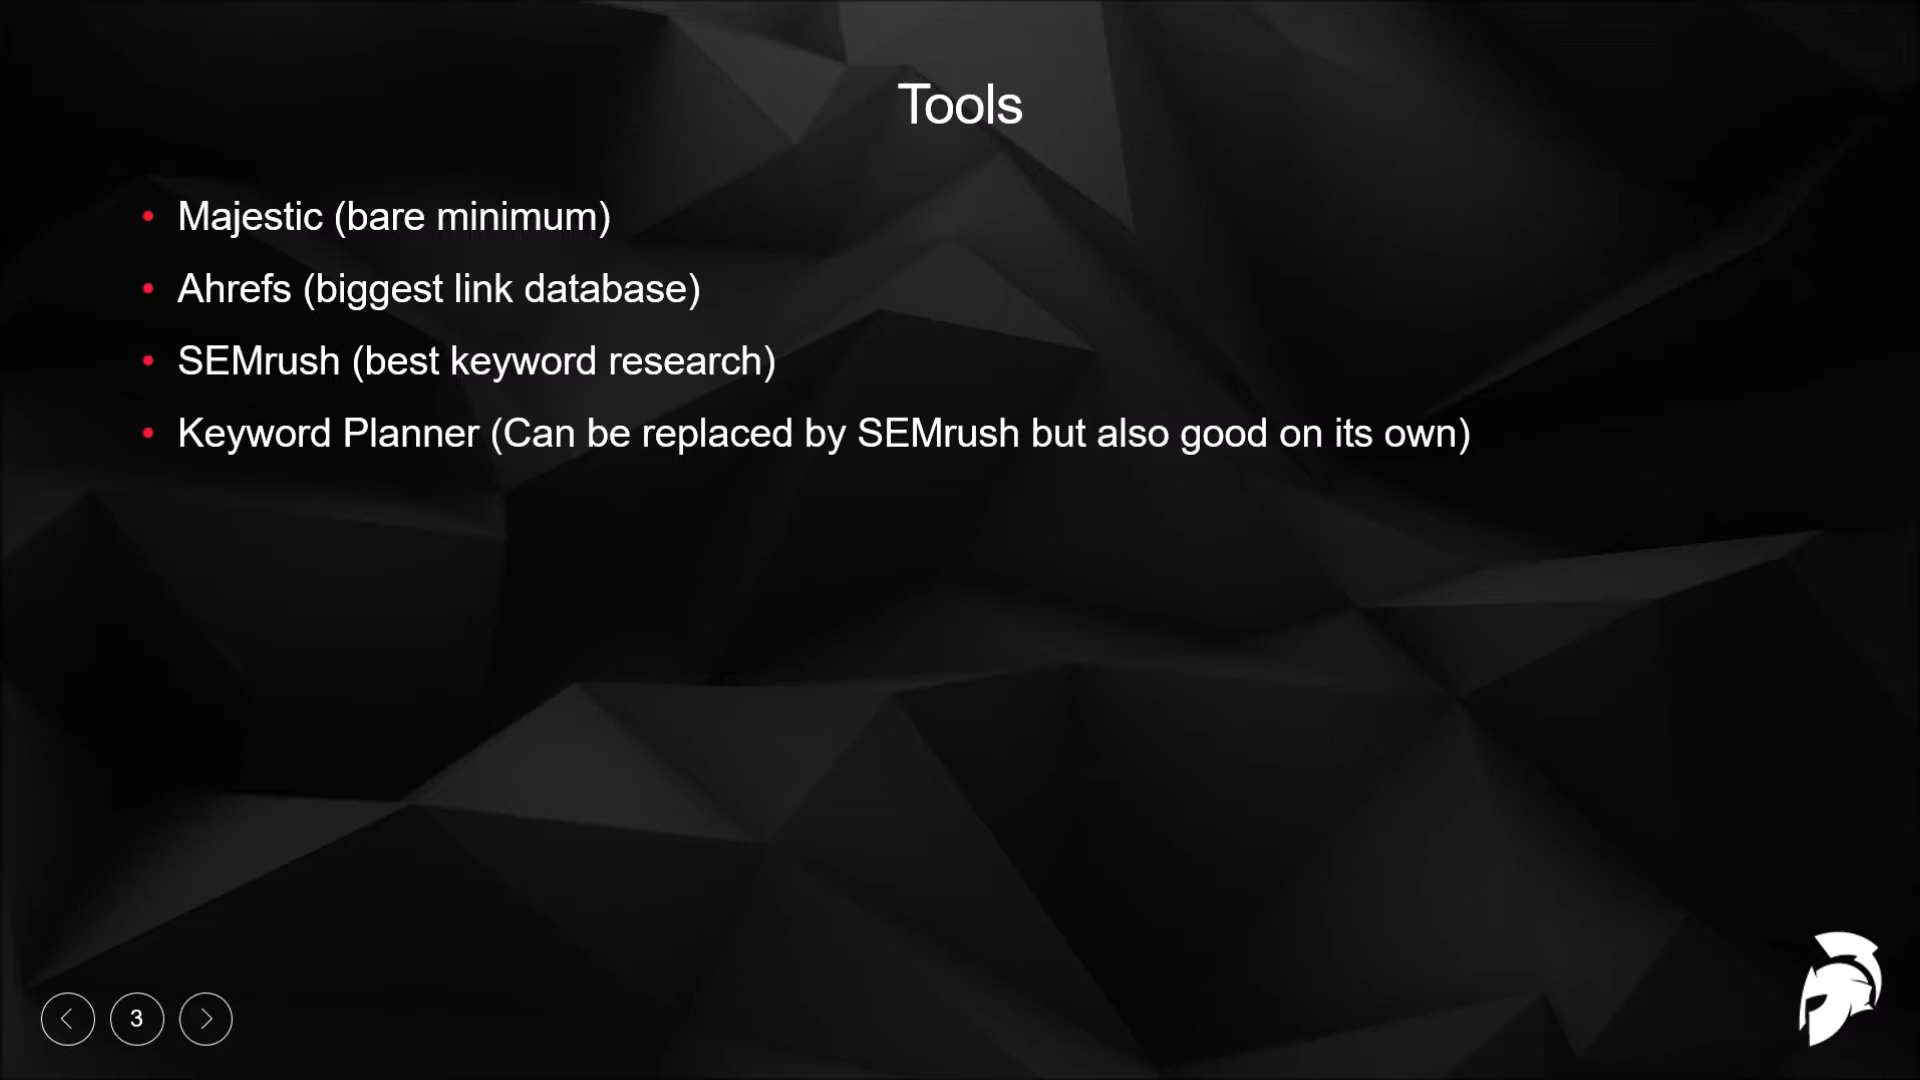 Tools
• Majestic (bare minimum)
• Ahrefs (biggest link database)
• SEMrush (best keyword research)
• Keyword Planner (Can be replaced by SEMrush but also good on its own)
3